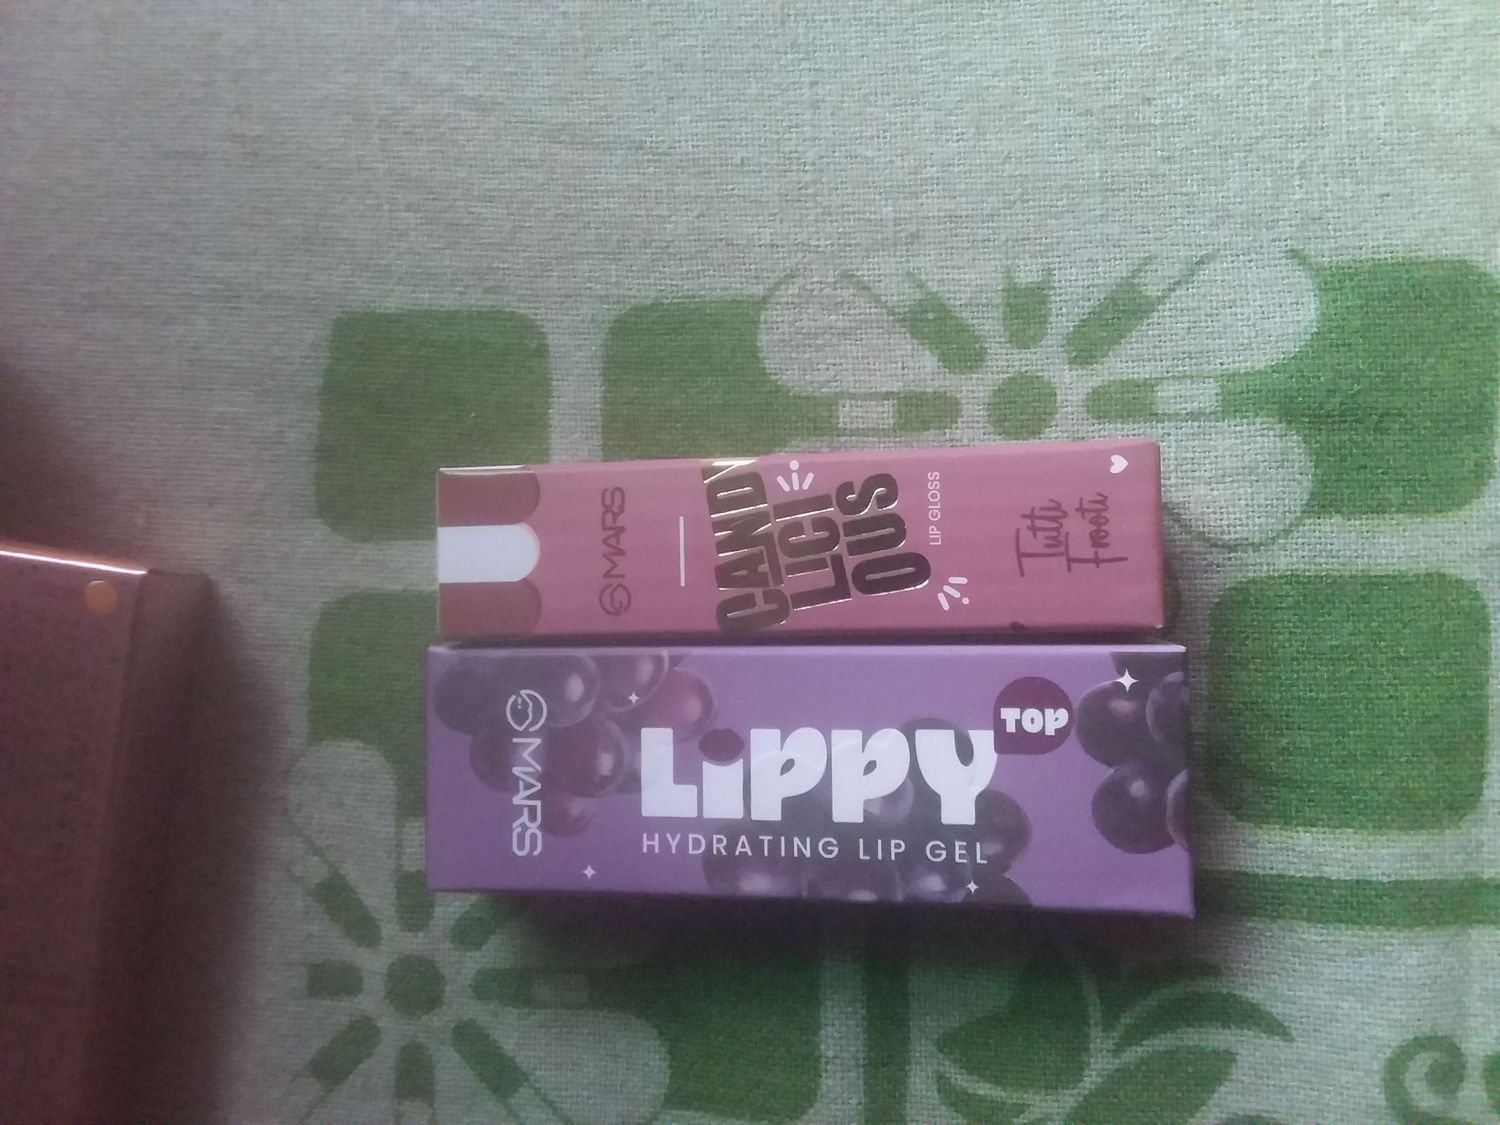 MARS
CANDY
LICI
OUS
LIP GLOSS
Tutti
Frooti
MARS
LiPPY
TOP
HYDRATING LIP GEL